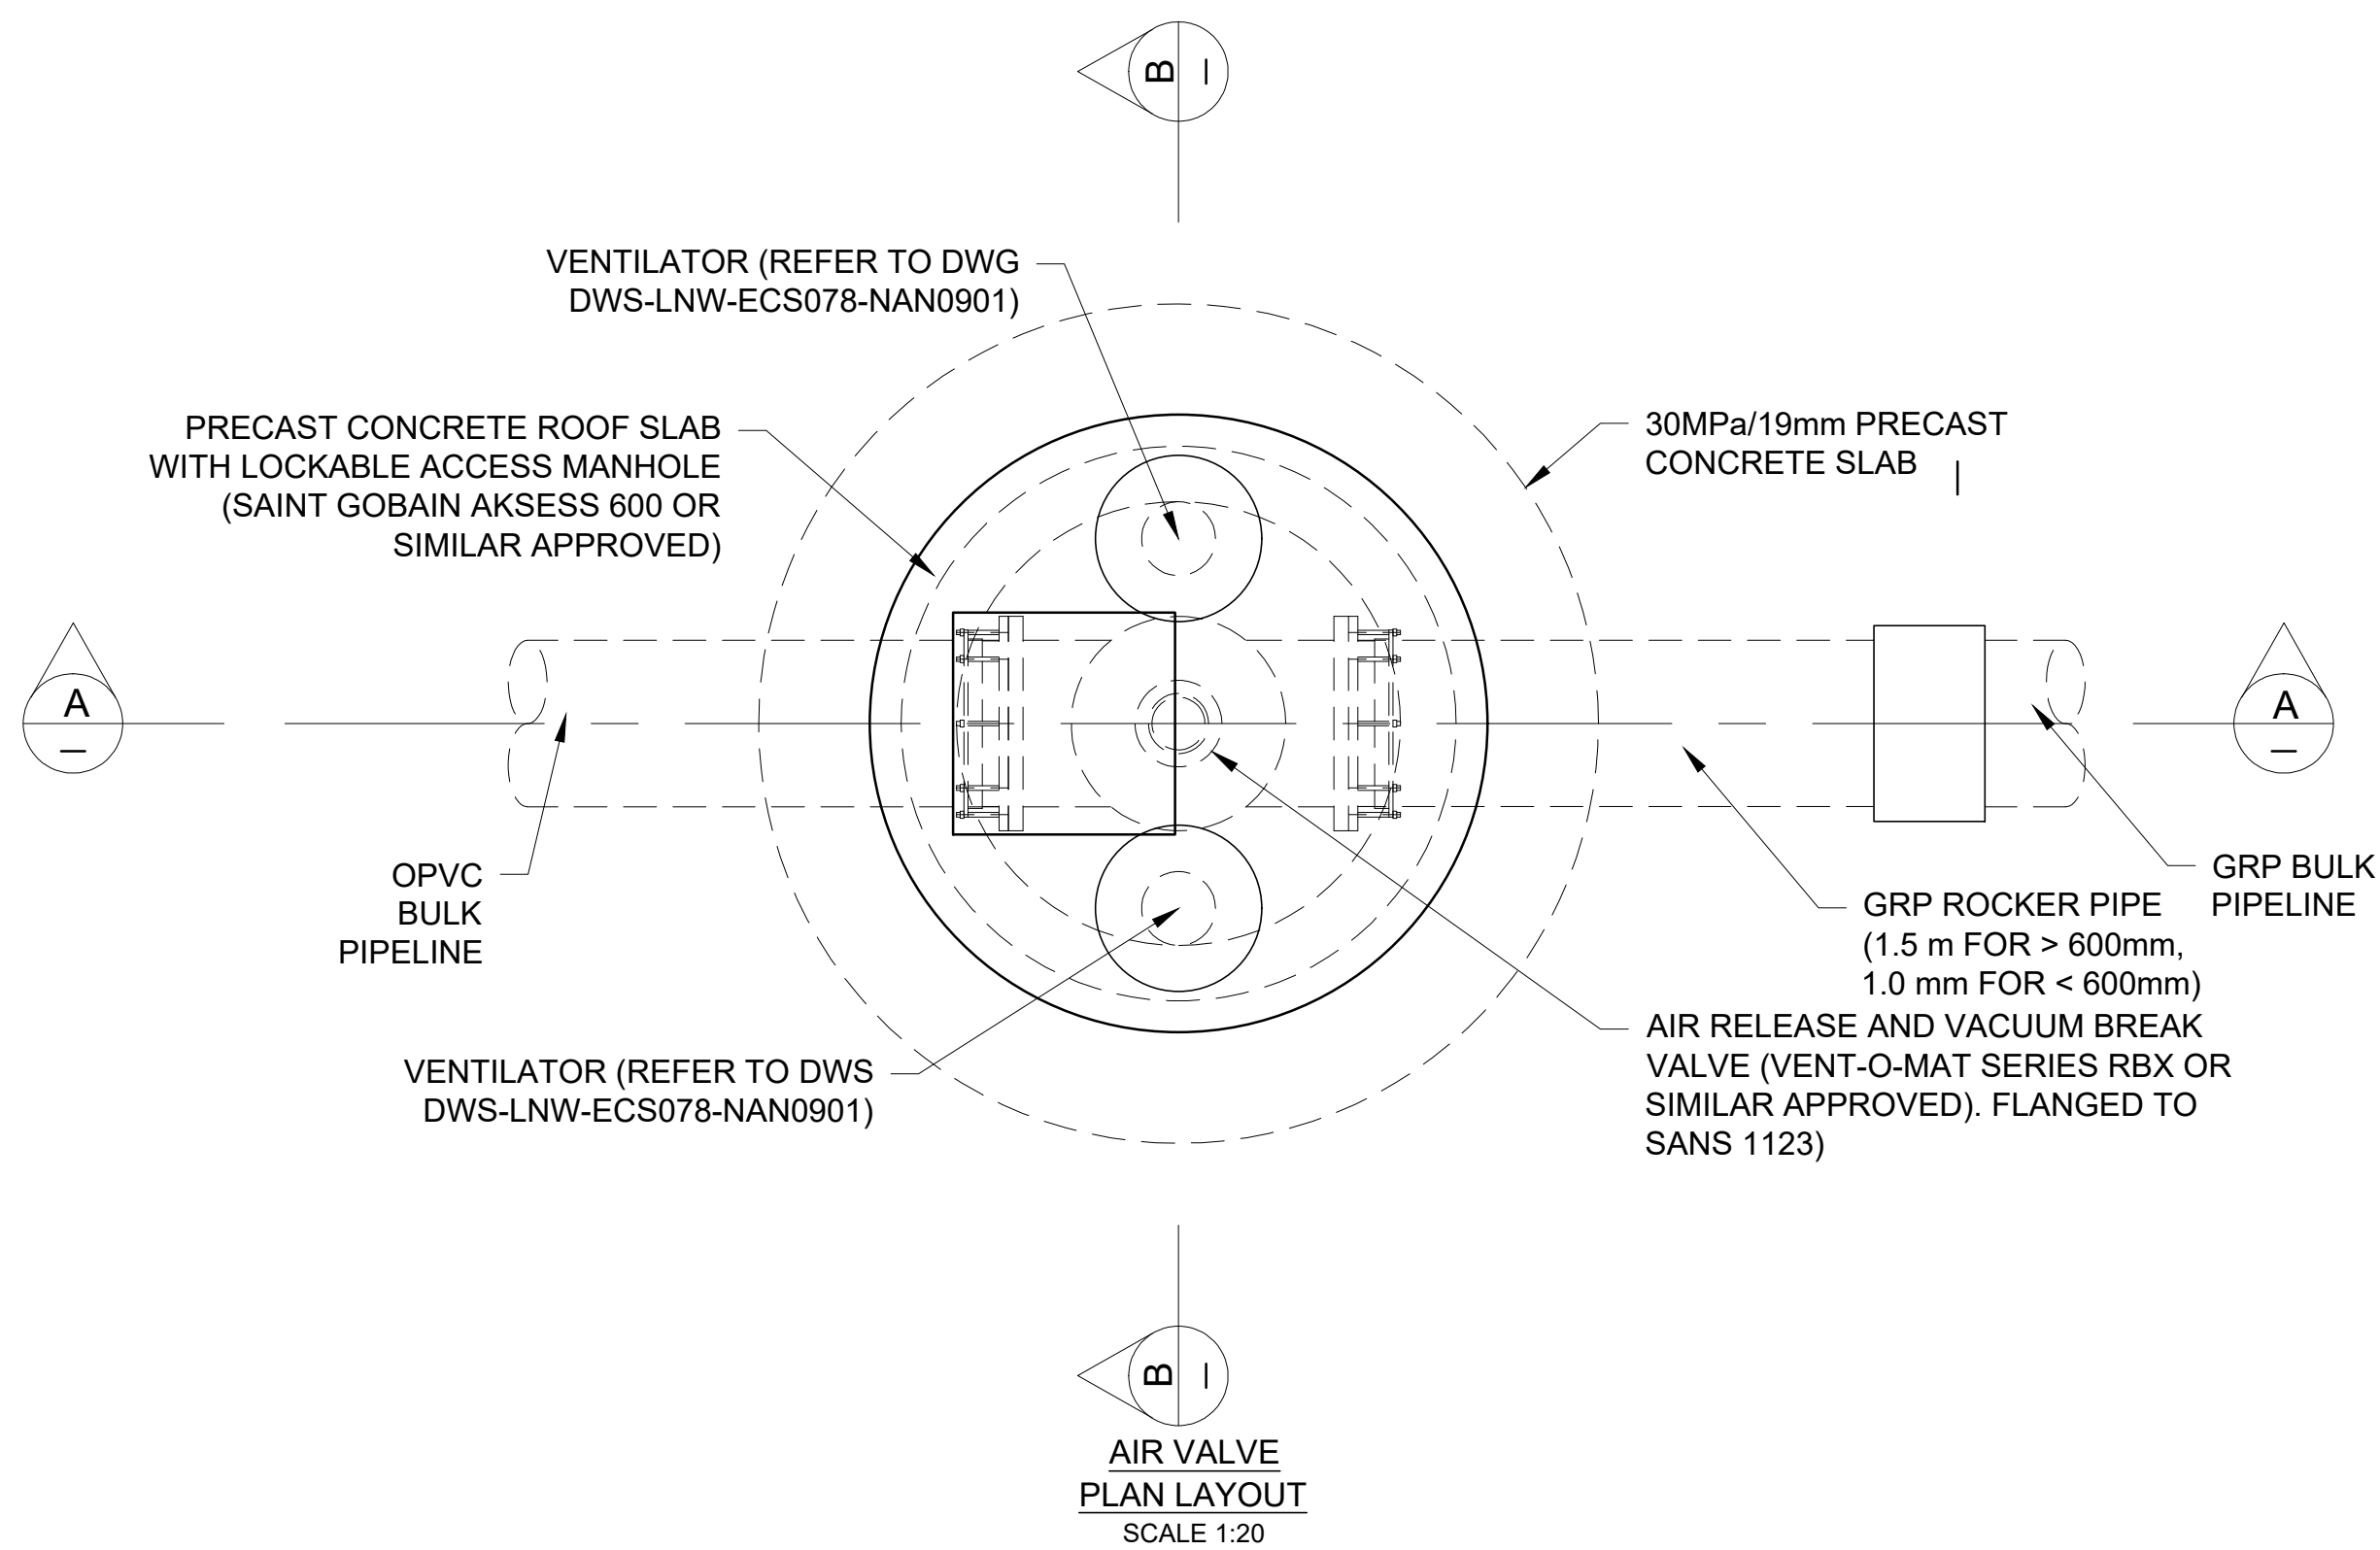 B
VENTILATOR (REFER TO DWG
DWS-LNW-ECS078-NAN0901)
PRECAST CONCRETE ROOF SLAB
WITH LOCKABLE ACCESS MANHOLE
(SAINT GOBAIN AKSESS 600 OR
SIMILAR APPROVED)
30MPa/19mm PRECAST
CONCRETE SLAB
A
A
OPVC
BULK
PIPELINE
GRP BULK
PIPELINE
GRP ROCKER PIPE
(1.5 m FOR > 600mm,
1.0 mm FOR < 600mm)
AIR RELEASE AND VACUUM BREAK
VALVE (VENT-O-MAT SERIES RBX OR
SIMILAR APPROVED). FLANGED TO
SANS 1123)
VENTILATOR (REFER TO DWS
DWS-LNW-ECS078-NAN0901)
B
AIR VALVE
PLAN LAYOUT
SCALE 1:20